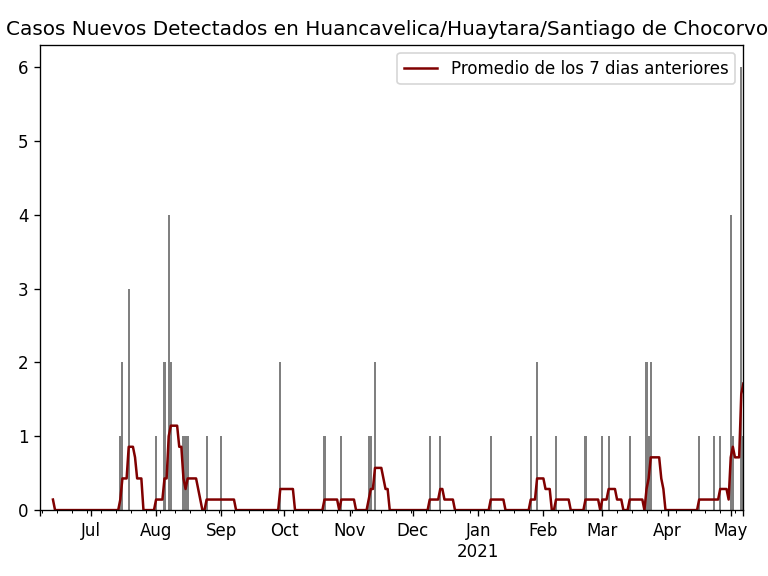 Casos Nuevos Detectados en Huancavelica/Huaytara/Santiago de Chocorvo
Promedio de los 7 dias anteriores
6
5
4
3
2
1
0
Jul Aug Sep Oct Nov Dec Jan Feb Mar Apr May
2021